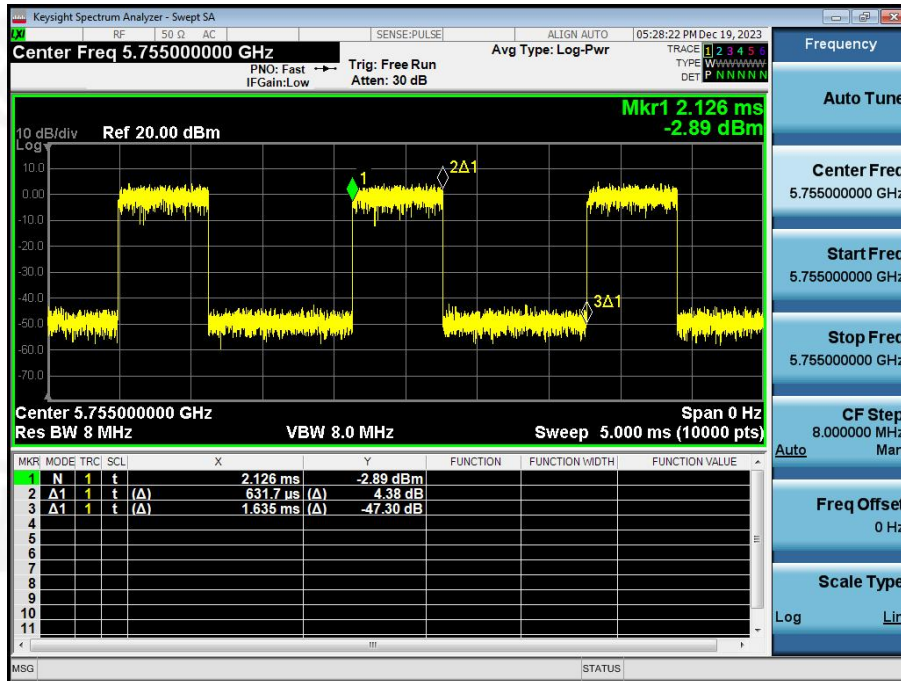 Keysight Spectrum Analyzer - Swept SA
LXI RF 50 Ω AC SENSE:PULSE ALIGN AUTO 05:28:22 PM Dec 19, 2023
Center Freq 5.755000000 GHz
PNO: Fast
IFGain:Low
Trig: Free Run
Atten: 30 dB
Avg Type: Log-Pwr
TRACE 1 2 3 4 5 6
TYPE WWWWWW
DET P N N N N N
Mkr1 2.126 ms
-2.89 dBm
10 dB/div Ref 20.00 dBm
Log
10.0
0.00
-10.0
-20.0
-30.0
-40.0
-50.0
-60.0
-70.0
1
2Δ1
3Δ1
Center 5.755000000 GHz Span 0 Hz
Res BW 8 MHz VBW 8.0 MHz Sweep 5.000 ms (10000 pts)
MKR MODE TRC SCL X Y FUNCTION FUNCTION WIDTH FUNCTION VALUE
1 N 1 t 2.126 ms -2.89 dBm
2 Δ1 1 t (Δ) 631.7 µs (Δ) 4.38 dB
3 Δ1 1 t (Δ) 1.635 ms (Δ) -47.30 dB
4
5
6
7
8
9
10
11
MSG STATUS
Frequency
Auto Tune
Center Freq
5.755000000 GHz
Start Freq
5.755000000 GHz
Stop Freq
5.755000000 GHz
CF Step
8.000000 MHz
Auto Man
Freq Offset
0 Hz
Scale Type
Log Lin